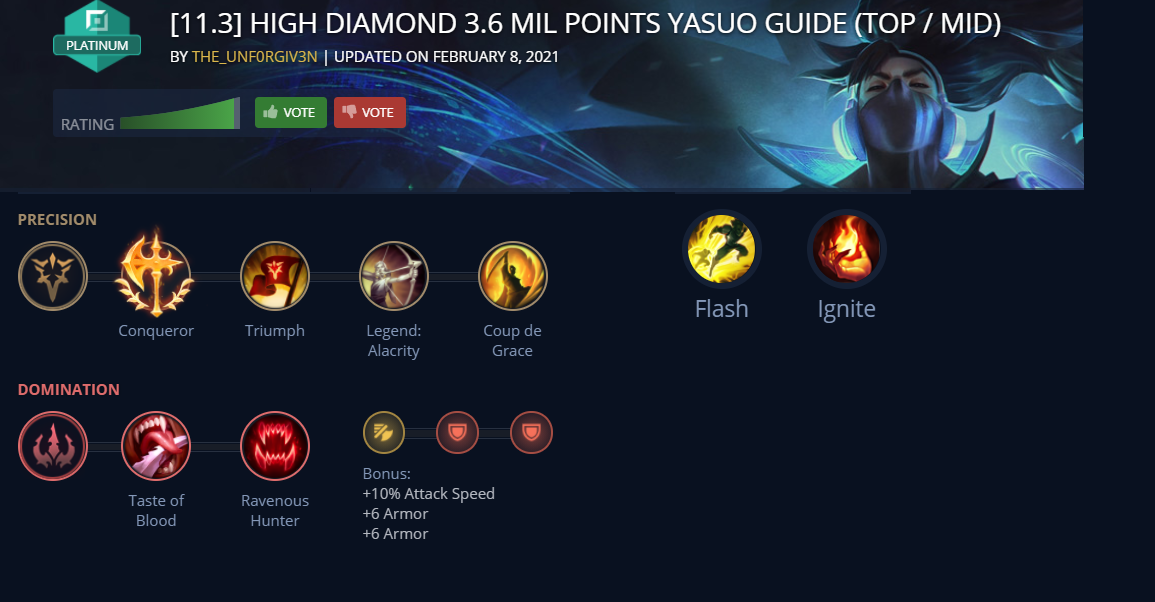 [11.3] HIGH DIAMOND 3.6 MIL POINTS YASUO GUIDE (TOP / MID)
PLATINUM
BY THE_UNF0RGIV3N | UPDATED ON FEBRUARY 8, 2021
RATING
VOTE
VOTE
PRECISION
Conqueror
Triumph
Legend:
Alacrity
Coup de
Grace
Flash
Ignite
DOMINATION
Taste of
Blood
Ravenous
Hunter
Bonus:
+10% Attack Speed
+6 Armor
+6 Armor